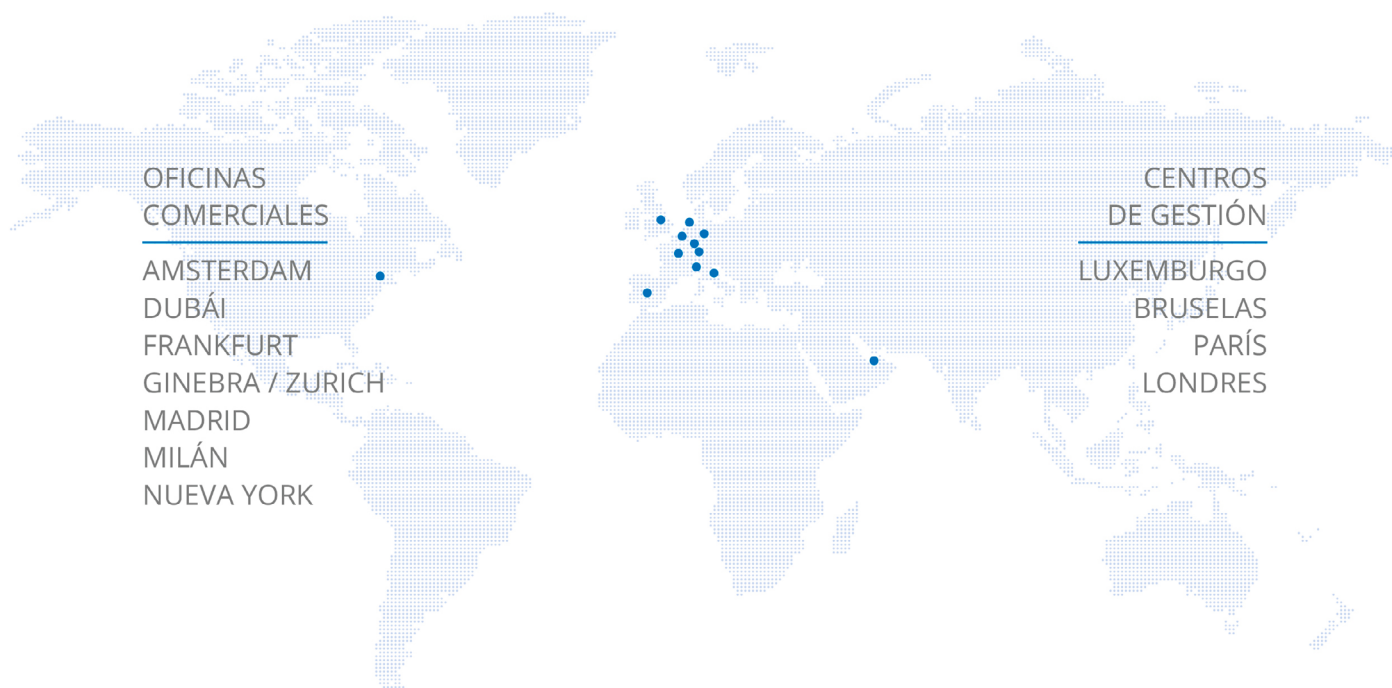 OFICINAS
COMERCIALES
AMSTERDAM
DUBÁI
FRANKFURT
GINEBRA / ZURICH
MADRID
MILÁN
NUEVA YORK
CENTROS
DE GESTIÓN
LUXEMBURGO
BRUSELAS
PARÍS
LONDRES